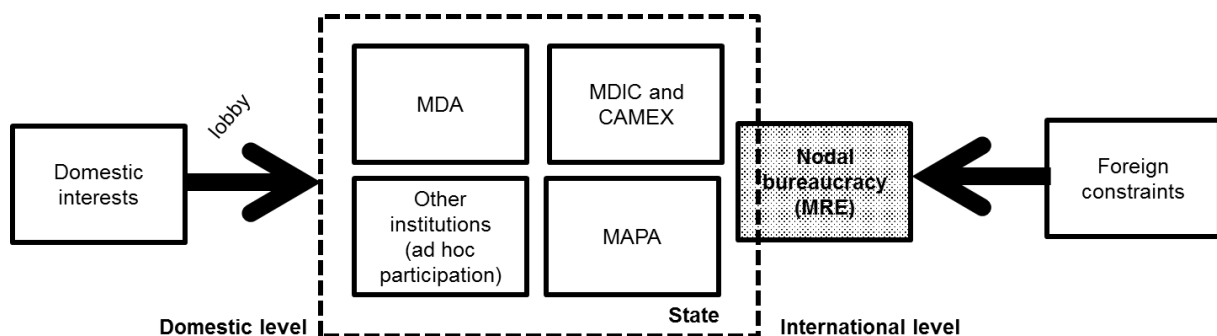 Domestic
interests
lobby
MDA
MDIC and
CAMEX
Other
institutions
(ad hoc
participation)
MAPA
Nodal
bureaucracy
(MRE)
Foreign
constraints
State
Domestic level
International level